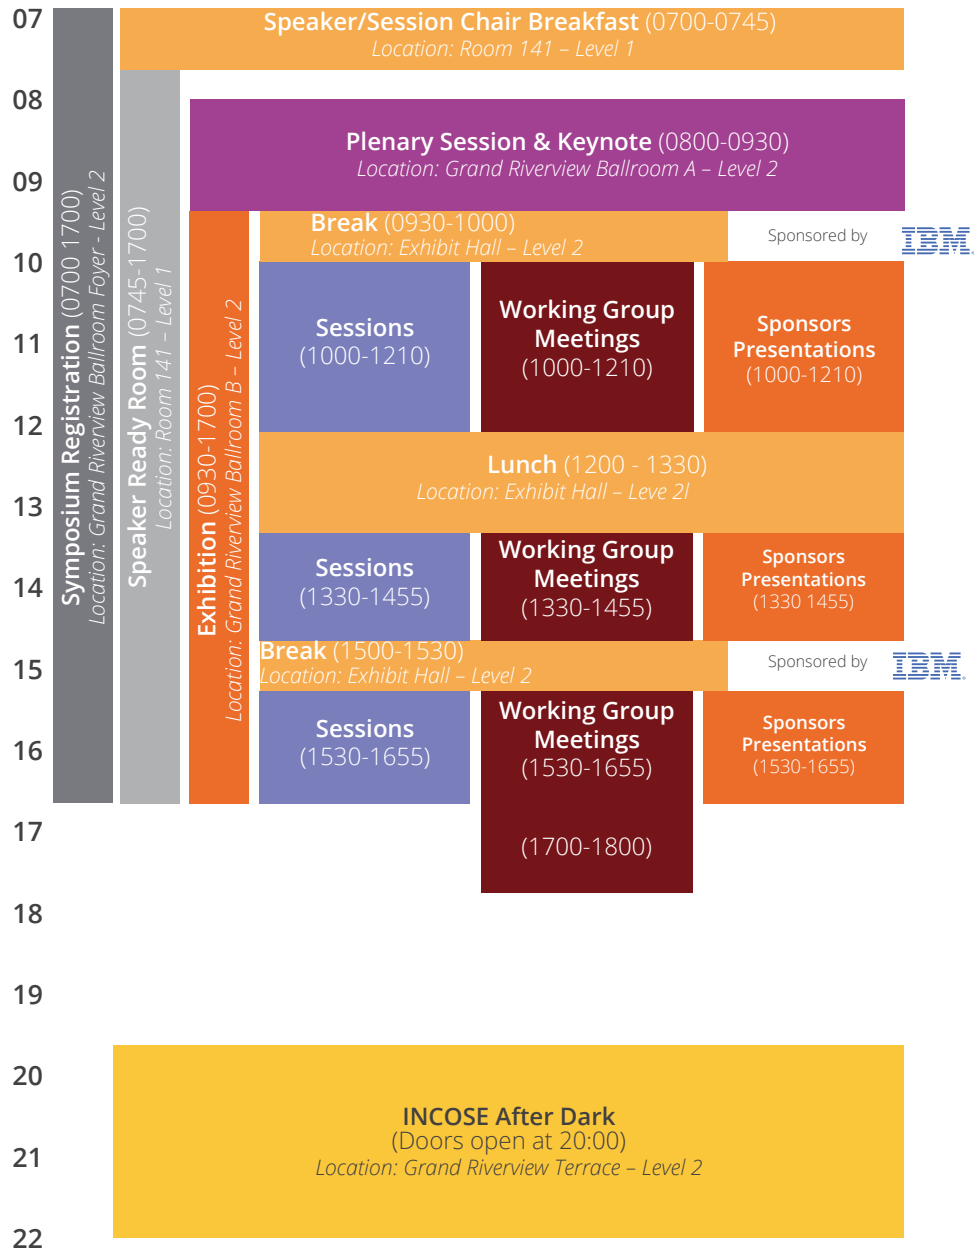 07
Speaker/Session Chair Breakfast (0700-0745)
Location: Room 141 – Level 1
08
Plenary Session & Keynote (0800-0930)
Location: Grand Riverview Ballroom A – Level 2
09
Symposium Registration (0700 1700)
Location: Grand Riverview Ballroom Foyer - Level 2
Speaker Ready Room (0745-1700)
Location: Room 141 – Level 1
Exhibition (0930-1700)
Location: Grand Riverview Ballroom B – Level 2
Break (0930-1000)
Location: Exhibit Hall – Level 2
Sponsored by
IBM.
10
Sessions
(1000-1210)
Working Group
Meetings
(1000-1210)
Sponsors
Presentations
(1000-1210)
11
12
Lunch (1200 - 1330)
Location: Exhibit Hall – Leve 2l
13
Sessions
(1330-1455)
Working Group
Meetings
(1330-1455)
Sponsors
Presentations
(1330 1455)
14
Break (1500-1530)
Location: Exhibit Hall – Level 2
Sponsored by
IBM.
15
Sessions
(1530-1655)
Working Group
Meetings
(1530-1655)
Sponsors
Presentations
(1530-1655)
16
17
(1700-1800)
18
19
20
INCOSE After Dark
(Doors open at 20:00)
Location: Grand Riverview Terrace – Level 2
21
22